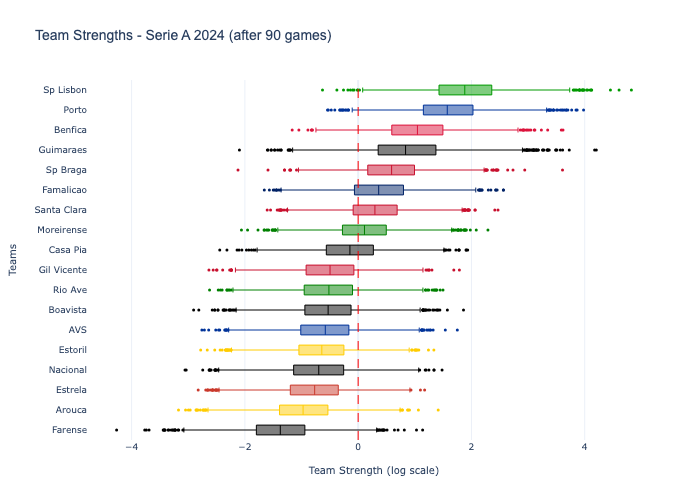 Team Strengths - Serie A 2024 (after 90 games)
Sp Lisbon
Porto
Benfica
Guimaraes
Sp Braga
Famalicao
Santa Clara
Moreirense
Casa Pia
Gil Vicente
Rio Ave
Boavista
AVS
Estoril
Nacional
Estrela
Arouca
Farense
Teams
−4 −2 0 2 4
Team Strength (log scale)